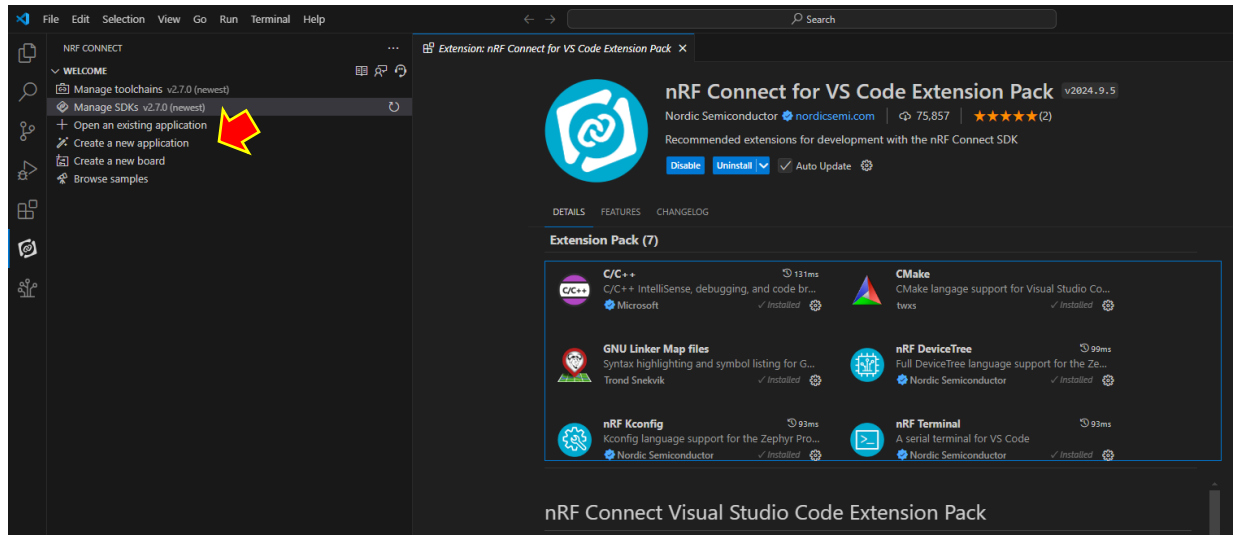 File Edit Selection View Go Run Terminal Help
Search
NRF CONNECT
WELCOME
Manage toolchains v2.7.0 (newest)
Manage SDKs v2.7.0 (newest)
Open an existing application
Create a new application
Create a new board
Browse samples
Extension: nRF Connect for VS Code Extension Pack
nRF Connect for VS Code Extension Pack v2024.9.5
Nordic Semiconductor nordicsemi.com 75,857 (2)
Recommended extensions for development with the nRF Connect SDK
Disable Uninstall Auto Update
DETAILS FEATURES CHANGELOG
Extension Pack (7)
C/C++
C/C++ 131ms
C/C++ IntelliSense, debugging, and code br...
Microsoft ✓ Installed
CMake
CMake langage support for Visual Studio Co...
twxs ✓ Installed
GNU Linker Map files
Syntax highlighting and symbol listing for G...
Trond Snekvik ✓ Installed
nRF DeviceTree 99ms
Full DeviceTree language support for the Ze...
Nordic Semiconductor ✓ Installed
nRF Kconfig 93ms
Kconfig language support for the Zephyr Pro...
Nordic Semiconductor ✓ Installed
nRF Terminal 93ms
A serial terminal for VS Code
Nordic Semiconductor ✓ Installed
nRF Connect Visual Studio Code Extension Pack